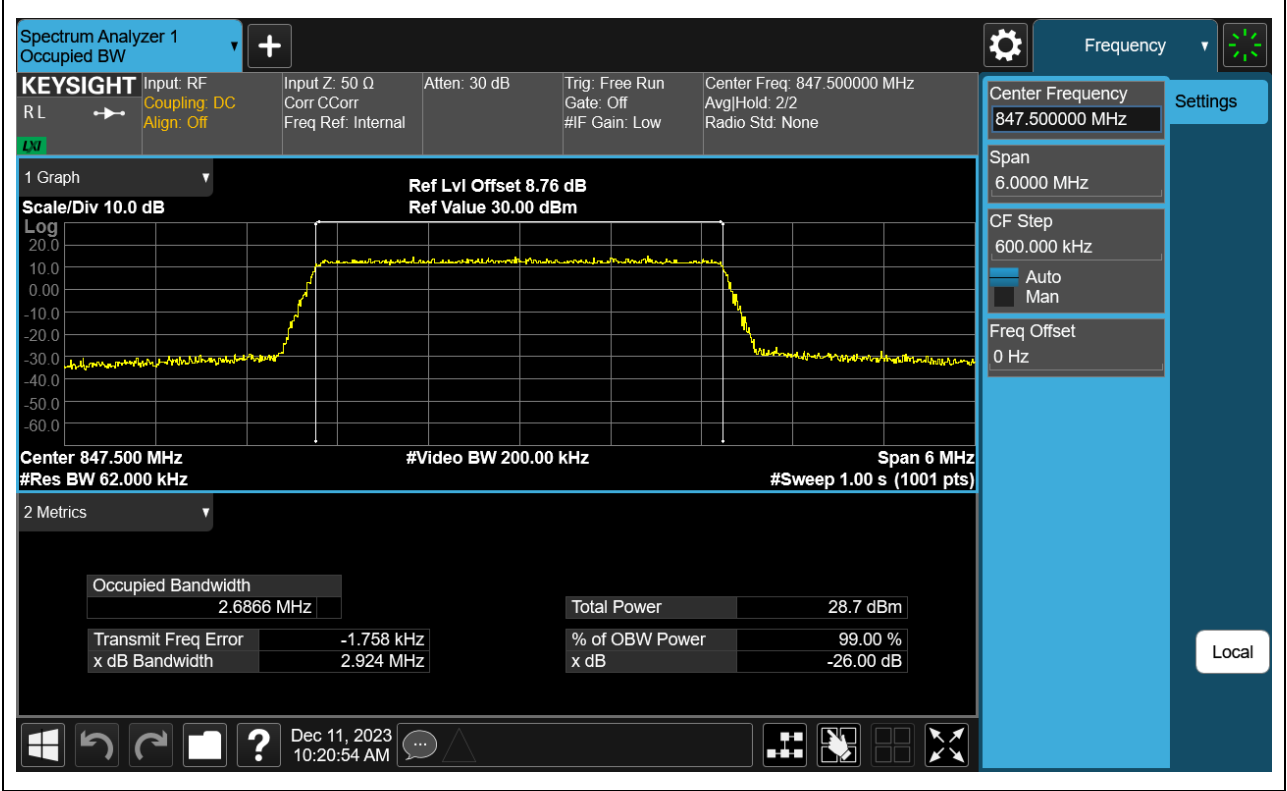 Spectrum Analyzer 1
Occupied BW
+
Frequency
KEYSIGHT
R L
LXI
Input: RF
Coupling: DC
Align: Off
Input Z: 50 Ω
Corr CCorr
Freq Ref: Internal
Atten: 30 dB
Trig: Free Run
Gate: Off
#IF Gain: Low
Center Freq: 847.500000 MHz
Avg|Hold: 2/2
Radio Std: None
Center Frequency
847.500000 MHz
Settings
Span
6.0000 MHz
CF Step
600.000 kHz
Auto
Man
Freq Offset
0 Hz
Local
1 Graph
Scale/Div 10.0 dB
Ref Lvl Offset 8.76 dB
Ref Value 30.00 dBm
Log
20.0
10.0
0.00
-10.0
-20.0
-30.0
-40.0
-50.0
-60.0
Center 847.500 MHz
#Video BW 200.00 kHz
Span 6 MHz
#Res BW 62.000 kHz
#Sweep 1.00 s (1001 pts)
2 Metrics
Occupied Bandwidth
2.6866 MHz
Total Power 28.7 dBm
Transmit Freq Error -1.758 kHz
% of OBW Power 99.00 %
x dB Bandwidth 2.924 MHz
x dB -26.00 dB
?
Dec 11, 2023
10:20:54 AM